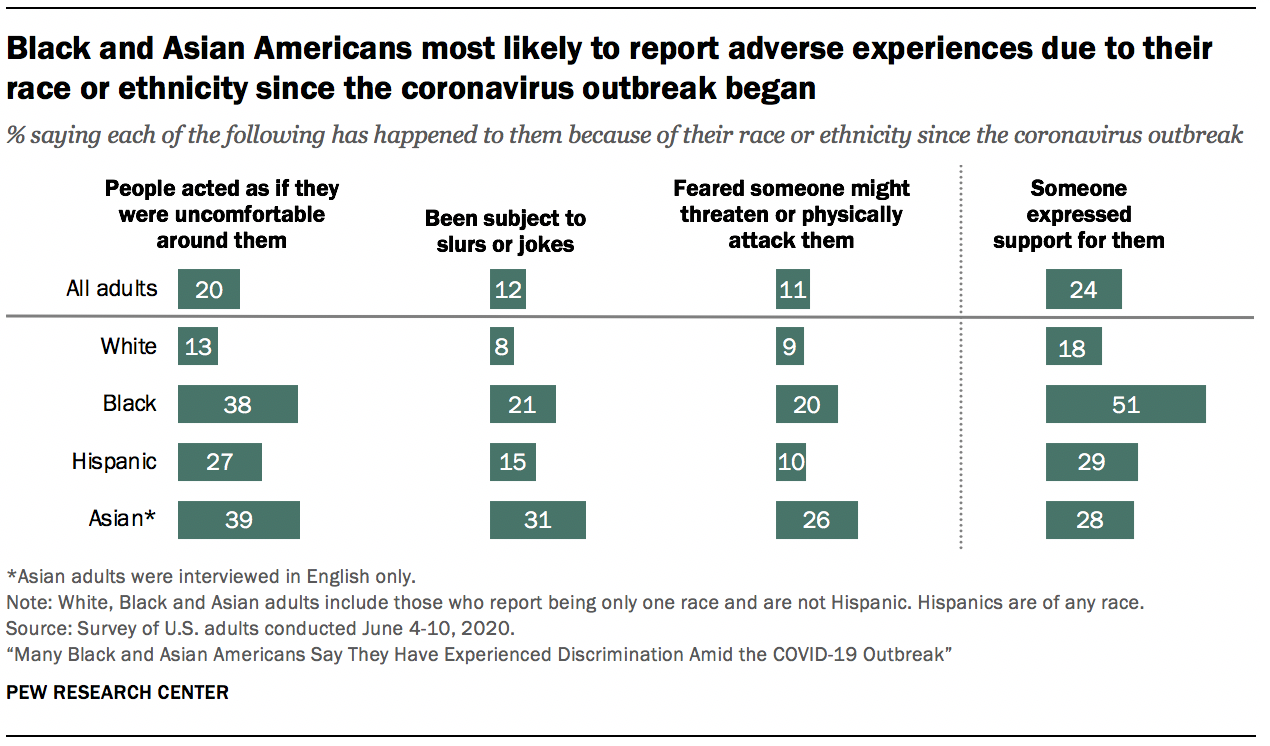 Black and Asian Americans most likely to report adverse experiences due to their
race or ethnicity since the coronavirus outbreak began
% saying each of the following has happened to them because of their race or ethnicity since the coronavirus outbreak
People acted as if they
were uncomfortable
around them
Been subject to
slurs or jokes
Feared someone might
threaten or physically
attack them
Someone
expressed
support for them
All adults 20 12 11 24
White 13 8 9 18
Black 38 21 20 51
Hispanic 27 15 10 29
Asian* 39 31 26 28
*Asian adults were interviewed in English only.
Note: White, Black and Asian adults include those who report being only one race and are not Hispanic. Hispanics are of any race.
Source: Survey of U.S. adults conducted June 4-10, 2020.
“Many Black and Asian Americans Say They Have Experienced Discrimination Amid the COVID-19 Outbreak”
PEW RESEARCH CENTER